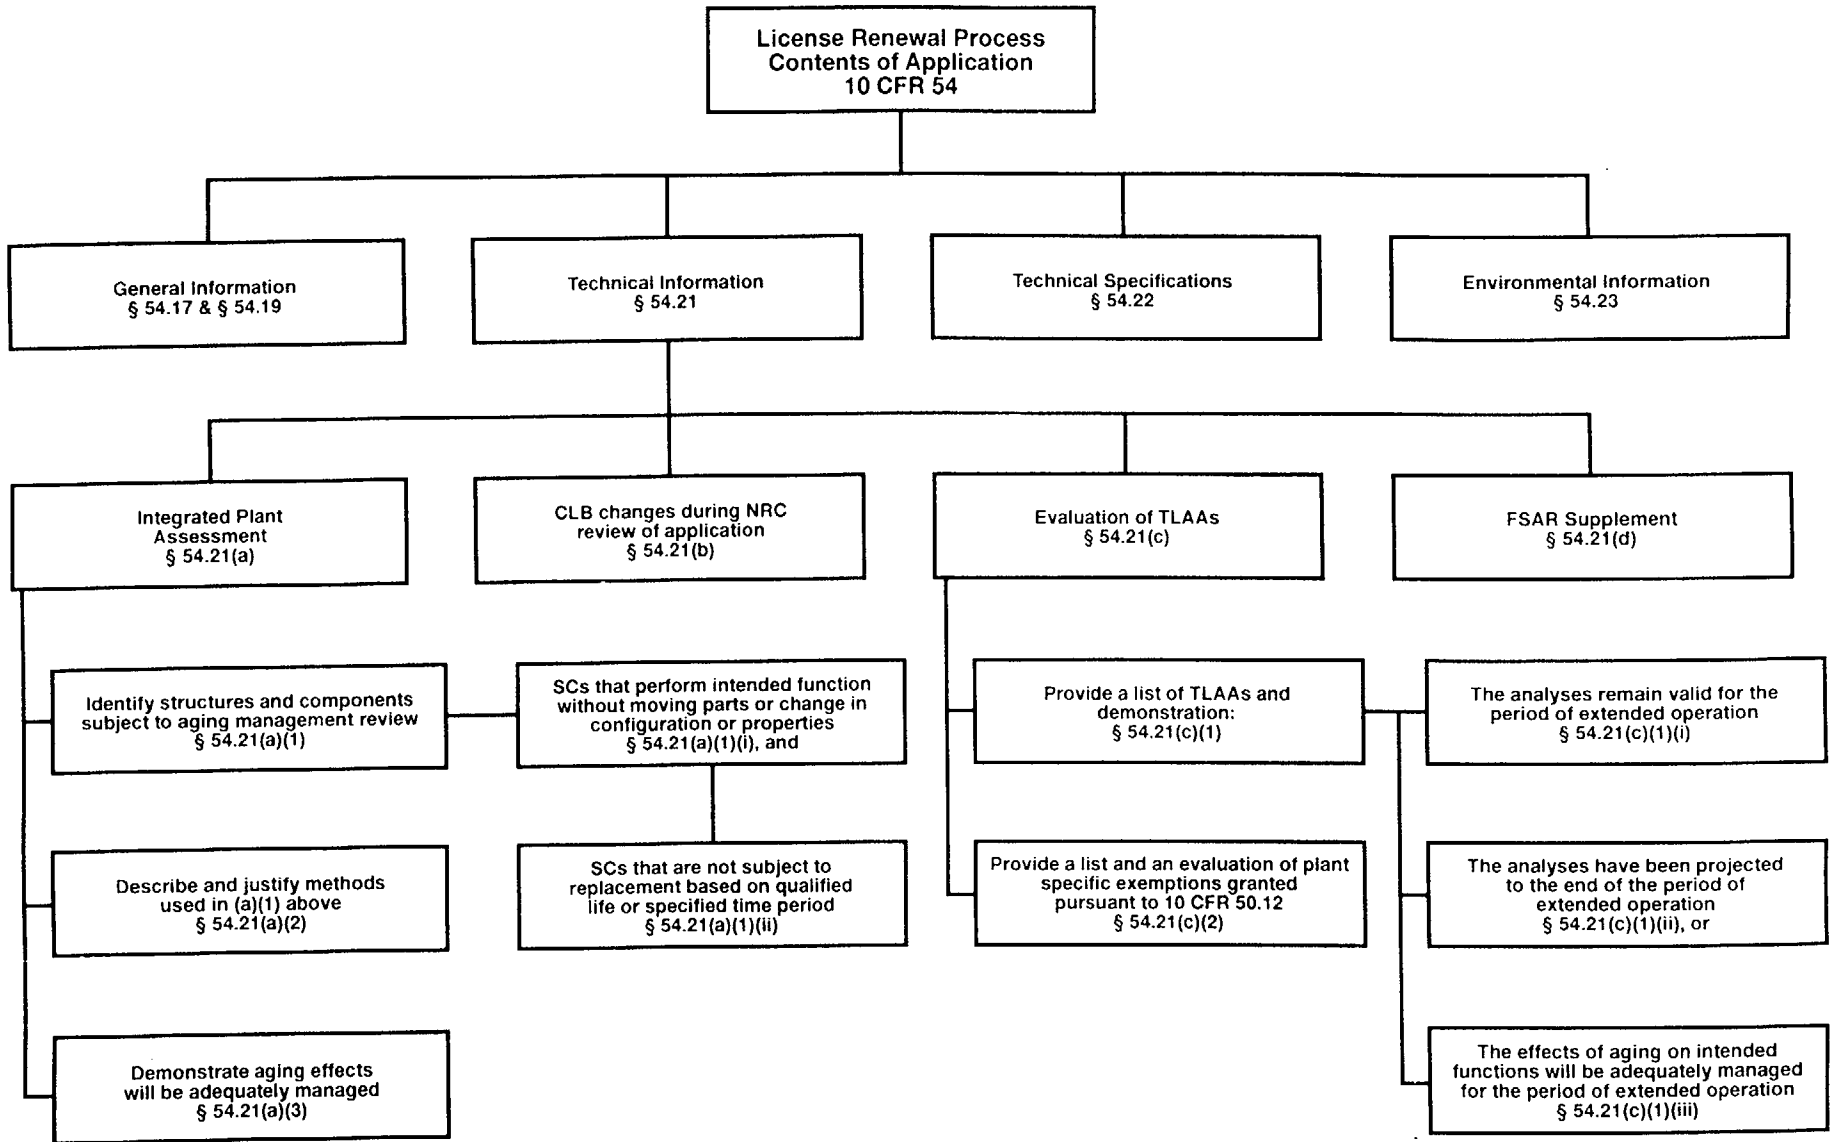 License Renewal Process
Contents of Application
10 CFR 54
General Information
§ 54.17 & § 54.19
Technical Information
§ 54.21
Technical Specifications
§ 54.22
Environmental Information
§ 54.23
Integrated Plant
Assessment
§ 54.21(a)
CLB changes during NRC
review of application
§ 54.21(b)
Evaluation of TLAAs
§ 54.21(c)
FSAR Supplement
§ 54.21(d)
Identify structures and components
subject to aging management review
§ 54.21(a)(1)
SCs that perform intended function
without moving parts or change in
configuration or properties
§ 54.21(a)(1)(i), and
Provide a list of TLAAs and
demonstration:
§ 54.21(c)(1)
The analyses remain valid for the
period of extended operation
§ 54.21(c)(1)(i)
Describe and justify methods
used in (a)(1) above
§ 54.21(a)(2)
SCs that are not subject to
replacement based on qualified
life or specified time period
§ 54.21(a)(1)(ii)
Provide a list and an evaluation of plant
specific exemptions granted
pursuant to 10 CFR 50.12
§ 54.21(c)(2)
The analyses have been projected
to the end of the period of
extended operation
§ 54.21(c)(1)(ii), or
Demonstrate aging effects
will be adequately managed
§ 54.21(a)(3)
The effects of aging on intended
functions will be adequately managed
for the period of extended operation
§ 54.21(c)(1)(iii)